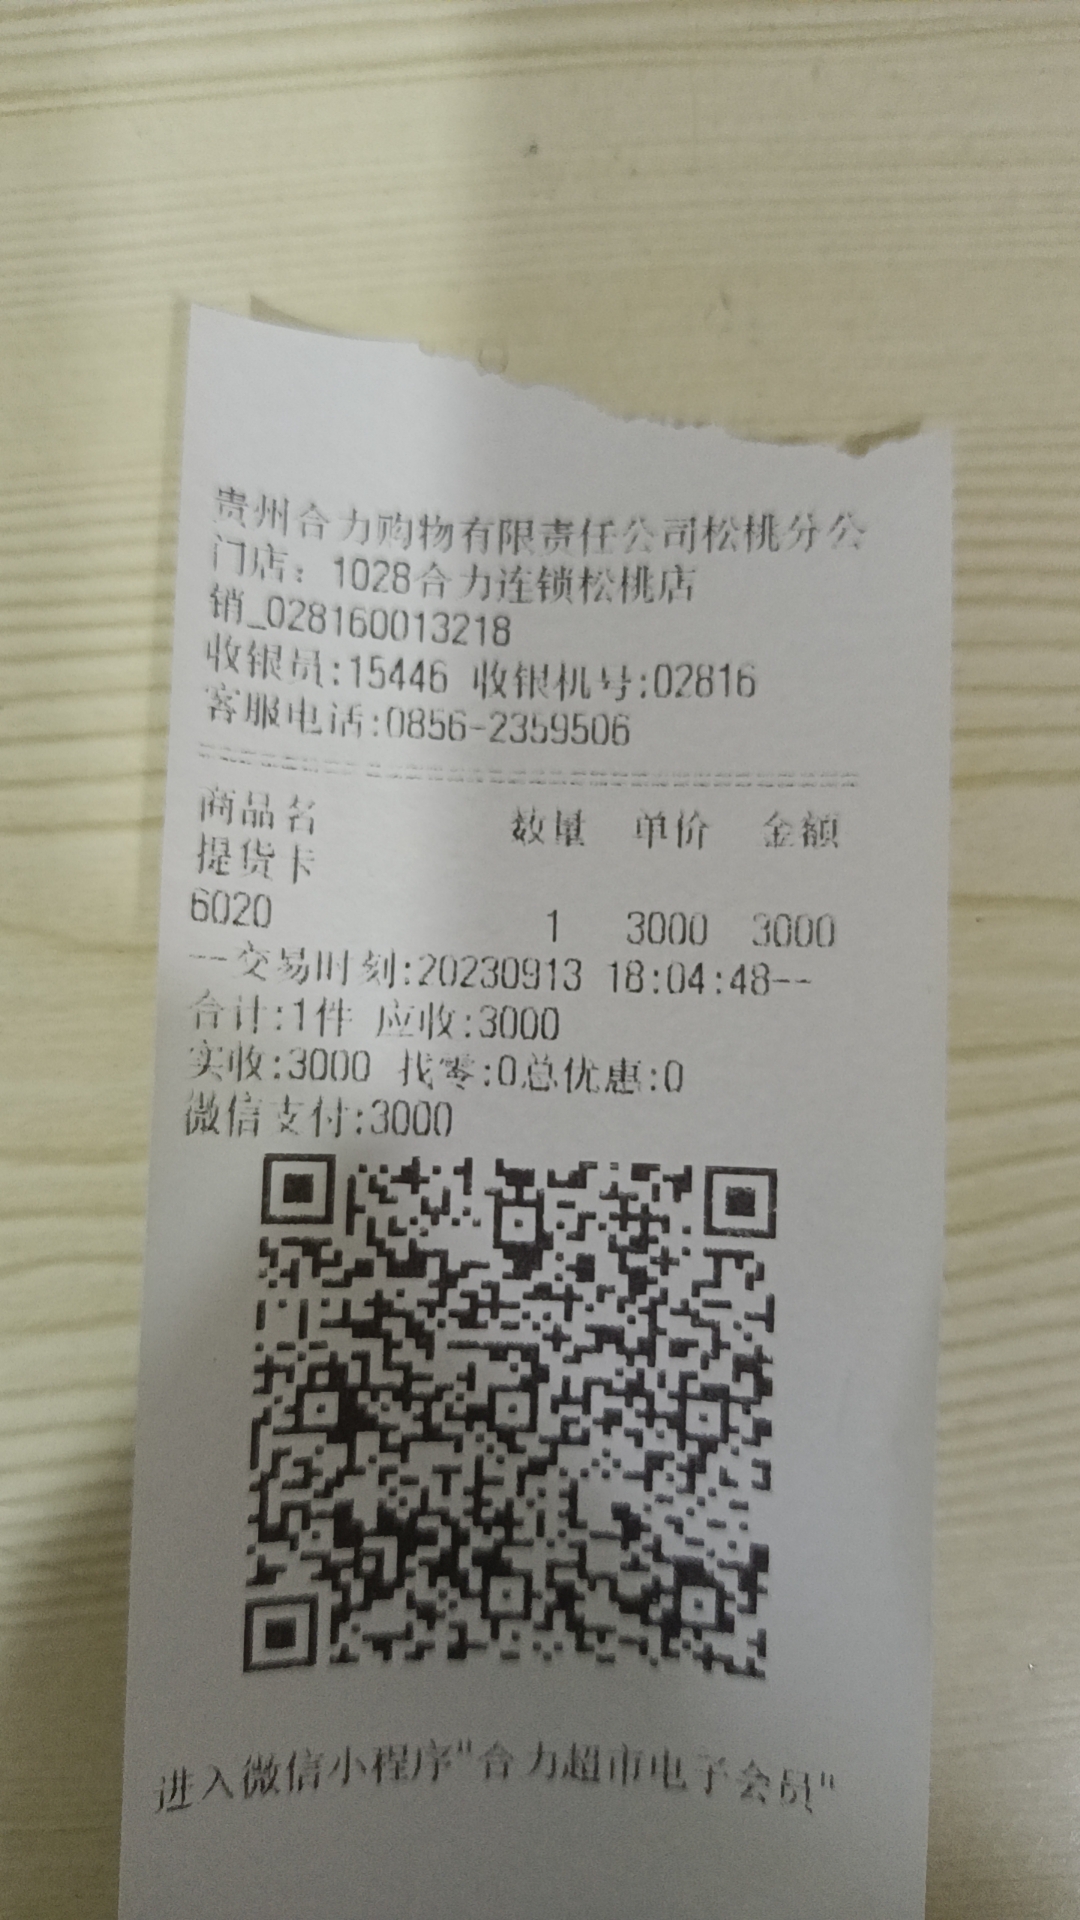 贵州合力购物有限责任公司松桃分公
门店：1028合力连锁松桃店
销_028160013218
收银员:15446 收银机号:02816
客服电话:0856-2359506
商品名 数量 单价 金额
提货卡
6020 1 3000 3000
--交易时刻:20230913 18:04:48--
合计:1件 应收:3000
实收:3000 找零:0总优惠:0
微信支付:3000
进入微信小程序"合力超市电子会员"